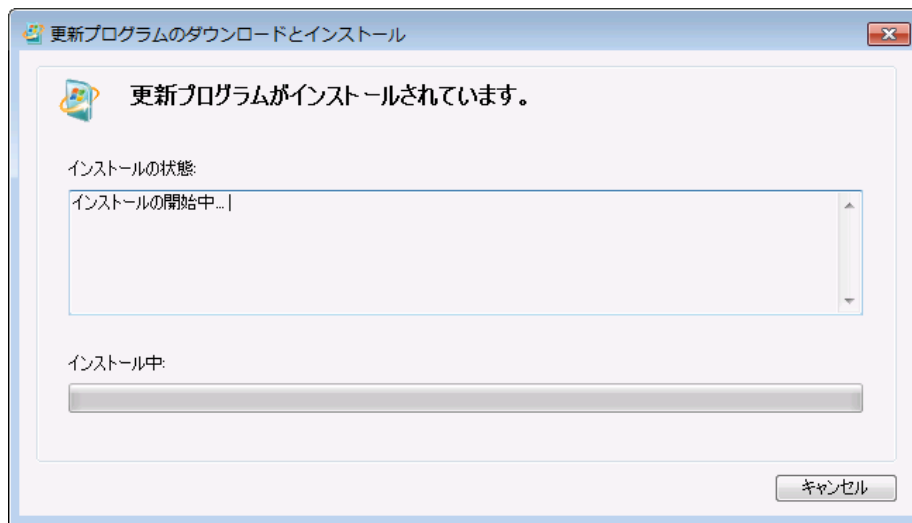 更新プログラムのダウンロードとインストール
更新プログラムがインストールされています。
インストールの状態:
インストールの開始中...
インストール中:
キャンセル